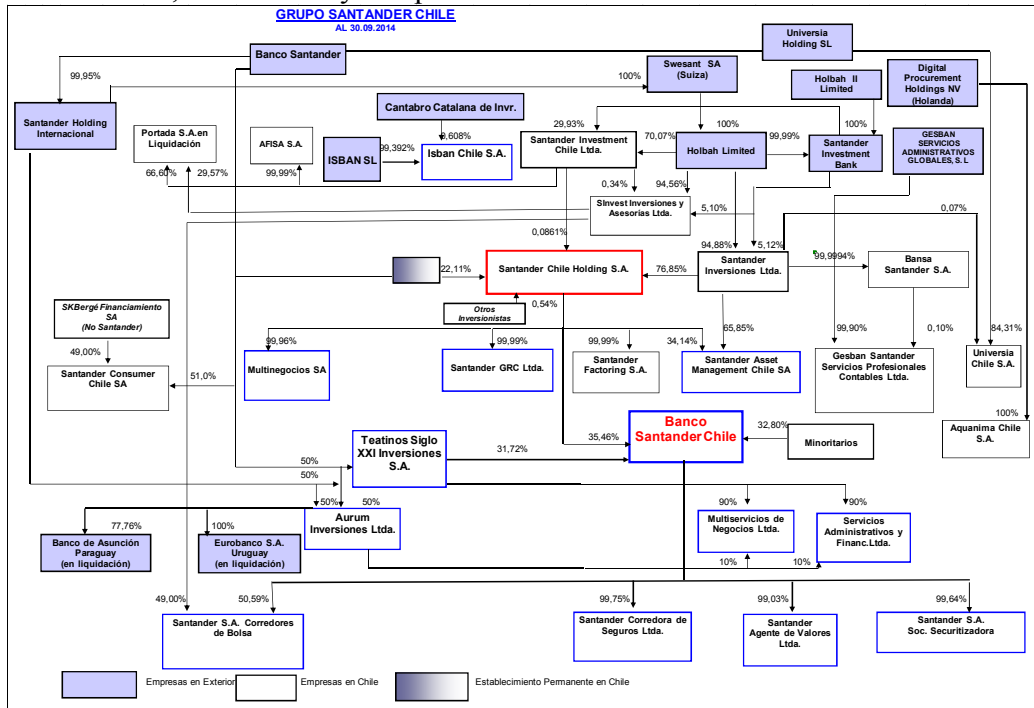 GRUPO SANTANDER CHILE
AL 30.09.2014
Universia
Holding SL
Banco Santander
99,95%
100%
Swesant SA
(Suiza)
Holbah II
Limited
Digital
Procurement
Holdings NV
(Holanda)
Santander Holding
Internacional
Cantabro Catalana de Invr.
Portada S.A.en
Liquidación
AFISA S.A.
ISBAN SL
99,392%
0,608%
Isban Chile S.A.
29,93%
Santander Investment
Chile Ltda.
70,07%
100%
Holbah Limited
99,99%
100%
Santander
Investment
Bank
GESBAN
SERVICIOS
ADMINISTRATIVOS
GLOBALES, S. L
66,60%
29,57%
99,99%
0,34%
94,56%
SInvest Inversiones y
Asesorías Ltda.
5,10%
0,07%
0,0861%
94,88%
5,12%
22,11%
Santander Chile Holding S.A.
76,85%
Santander
Inversiones Ltda.
99,9994%
Bansa
Santander S.A.
SKBergé Financiamiento
SA
(No Santander)
Otros
Inversionistas
0,54%
49,00%
99,96%
99,99%
99,99%
34,14%
65,85%
99,90%
0,10%
84,31%
Santander Consumer
Chile SA
51,0%
Multinegocios SA
Santander GRC Ltda.
Santander
Factoring S.A.
Santander Asset
Management Chile SA
Gesban Santander
Servicios Profesionales
Contables Ltda.
Universia
Chile S.A.
100%
Aquanima Chile
S.A.
Teatinos Siglo
XXI Inversiones
S.A.
31,72%
35,46%
Banco
Santander Chile
32,80%
Minoritarios
50%
50%
50%
50%
Aurum
Inversiones Ltda.
90%
90%
Multiservicios de
Negocios Ltda.
Servicios
Administrativos y
Financ.Ltda.
77,76%
100%
Banco de Asunción
Paraguay
(en liquidación)
Eurobanco S.A.
Uruguay
(en liquidación)
10%
10%
49,00%
50,59%
99,75%
99,03%
99,64%
Santander S.A. Corredores
de Bolsa
Santander Corredora de
Seguros Ltda.
Santander
Agente de Valores
Ltda.
Santander S.A.
Soc. Securitizadora
Empresas en Exterior
Empresas en Chile
Establecimiento Permanente en Chile